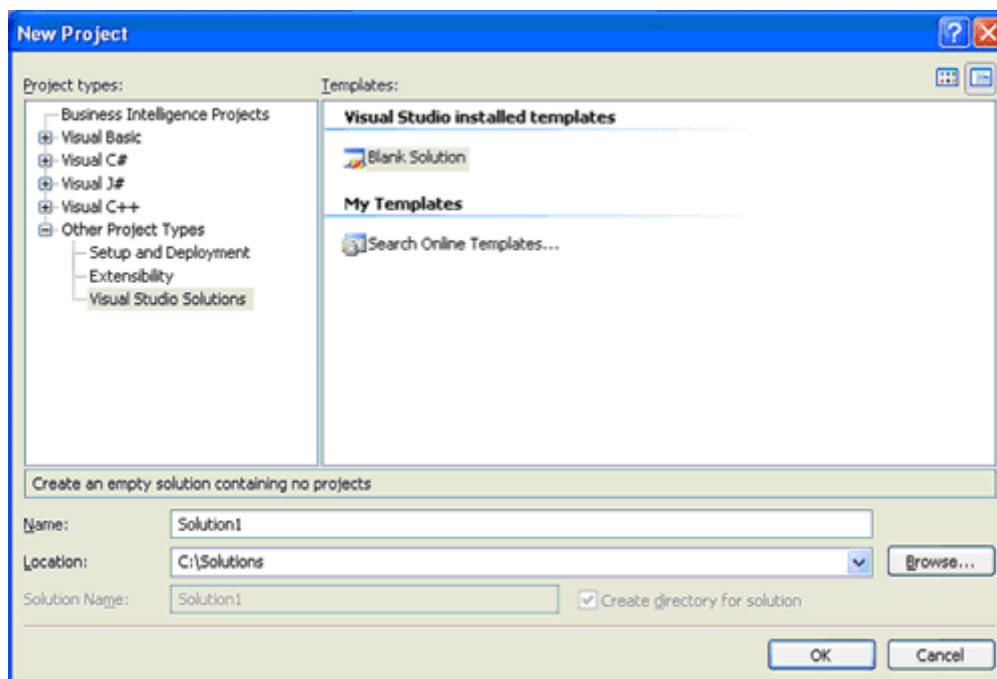 New Project
Project types:
Templates:
Business Intelligence Projects
Visual Basic
Visual C#
Visual J#
Visual C++
Other Project Types
Setup and Deployment
Extensibility
Visual Studio Solutions
Visual Studio installed templates
Blank Solution
My Templates
Search Online Templates...
Create an empty solution containing no projects
Name:
Solution1
Location:
C:\Solutions
Browse...
Solution Name:
Solution1
Create directory for solution
OK
Cancel